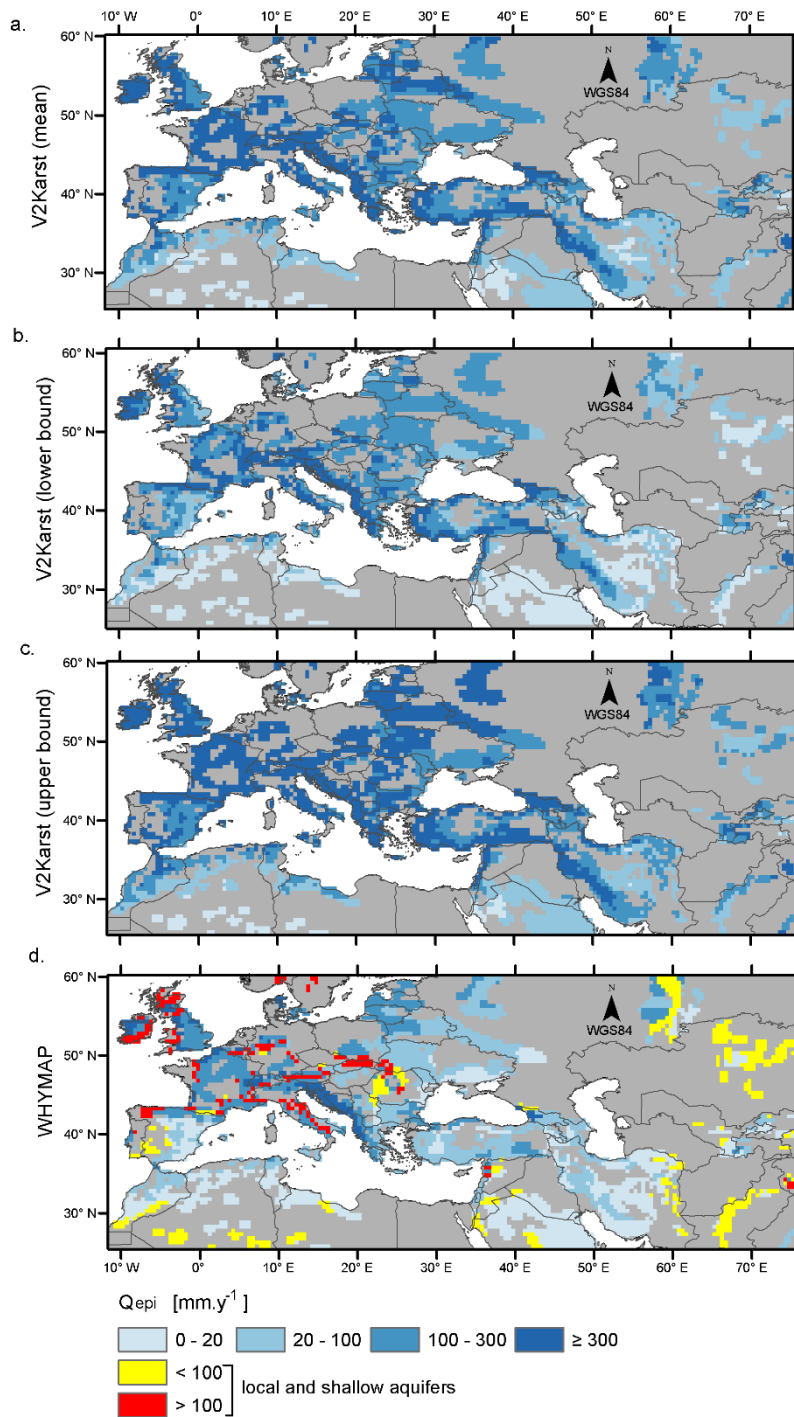 a.
10° W 0° 10° E 20° E 30° E 40° E 50° E 60° E 70° E
60° N
50° N
40° N
30° N
V2Karst (mean)
N
WGS84
b.
60° N
50° N
40° N
30° N
V2Karst (lower bound)
N
WGS84
c.
60° N
50° N
40° N
30° N
V2Karst (upper bound)
N
WGS84
d.
60° N
50° N
40° N
30° N
WHYMAP
N
WGS84
10° W 0° 10° E 20° E 30° E 40° E 50° E 60° E 70° E
Qepi [mm.y-1 ]
0 - 20 20 - 100 100 - 300 ≥ 300
< 100
> 100
local and shallow aquifers